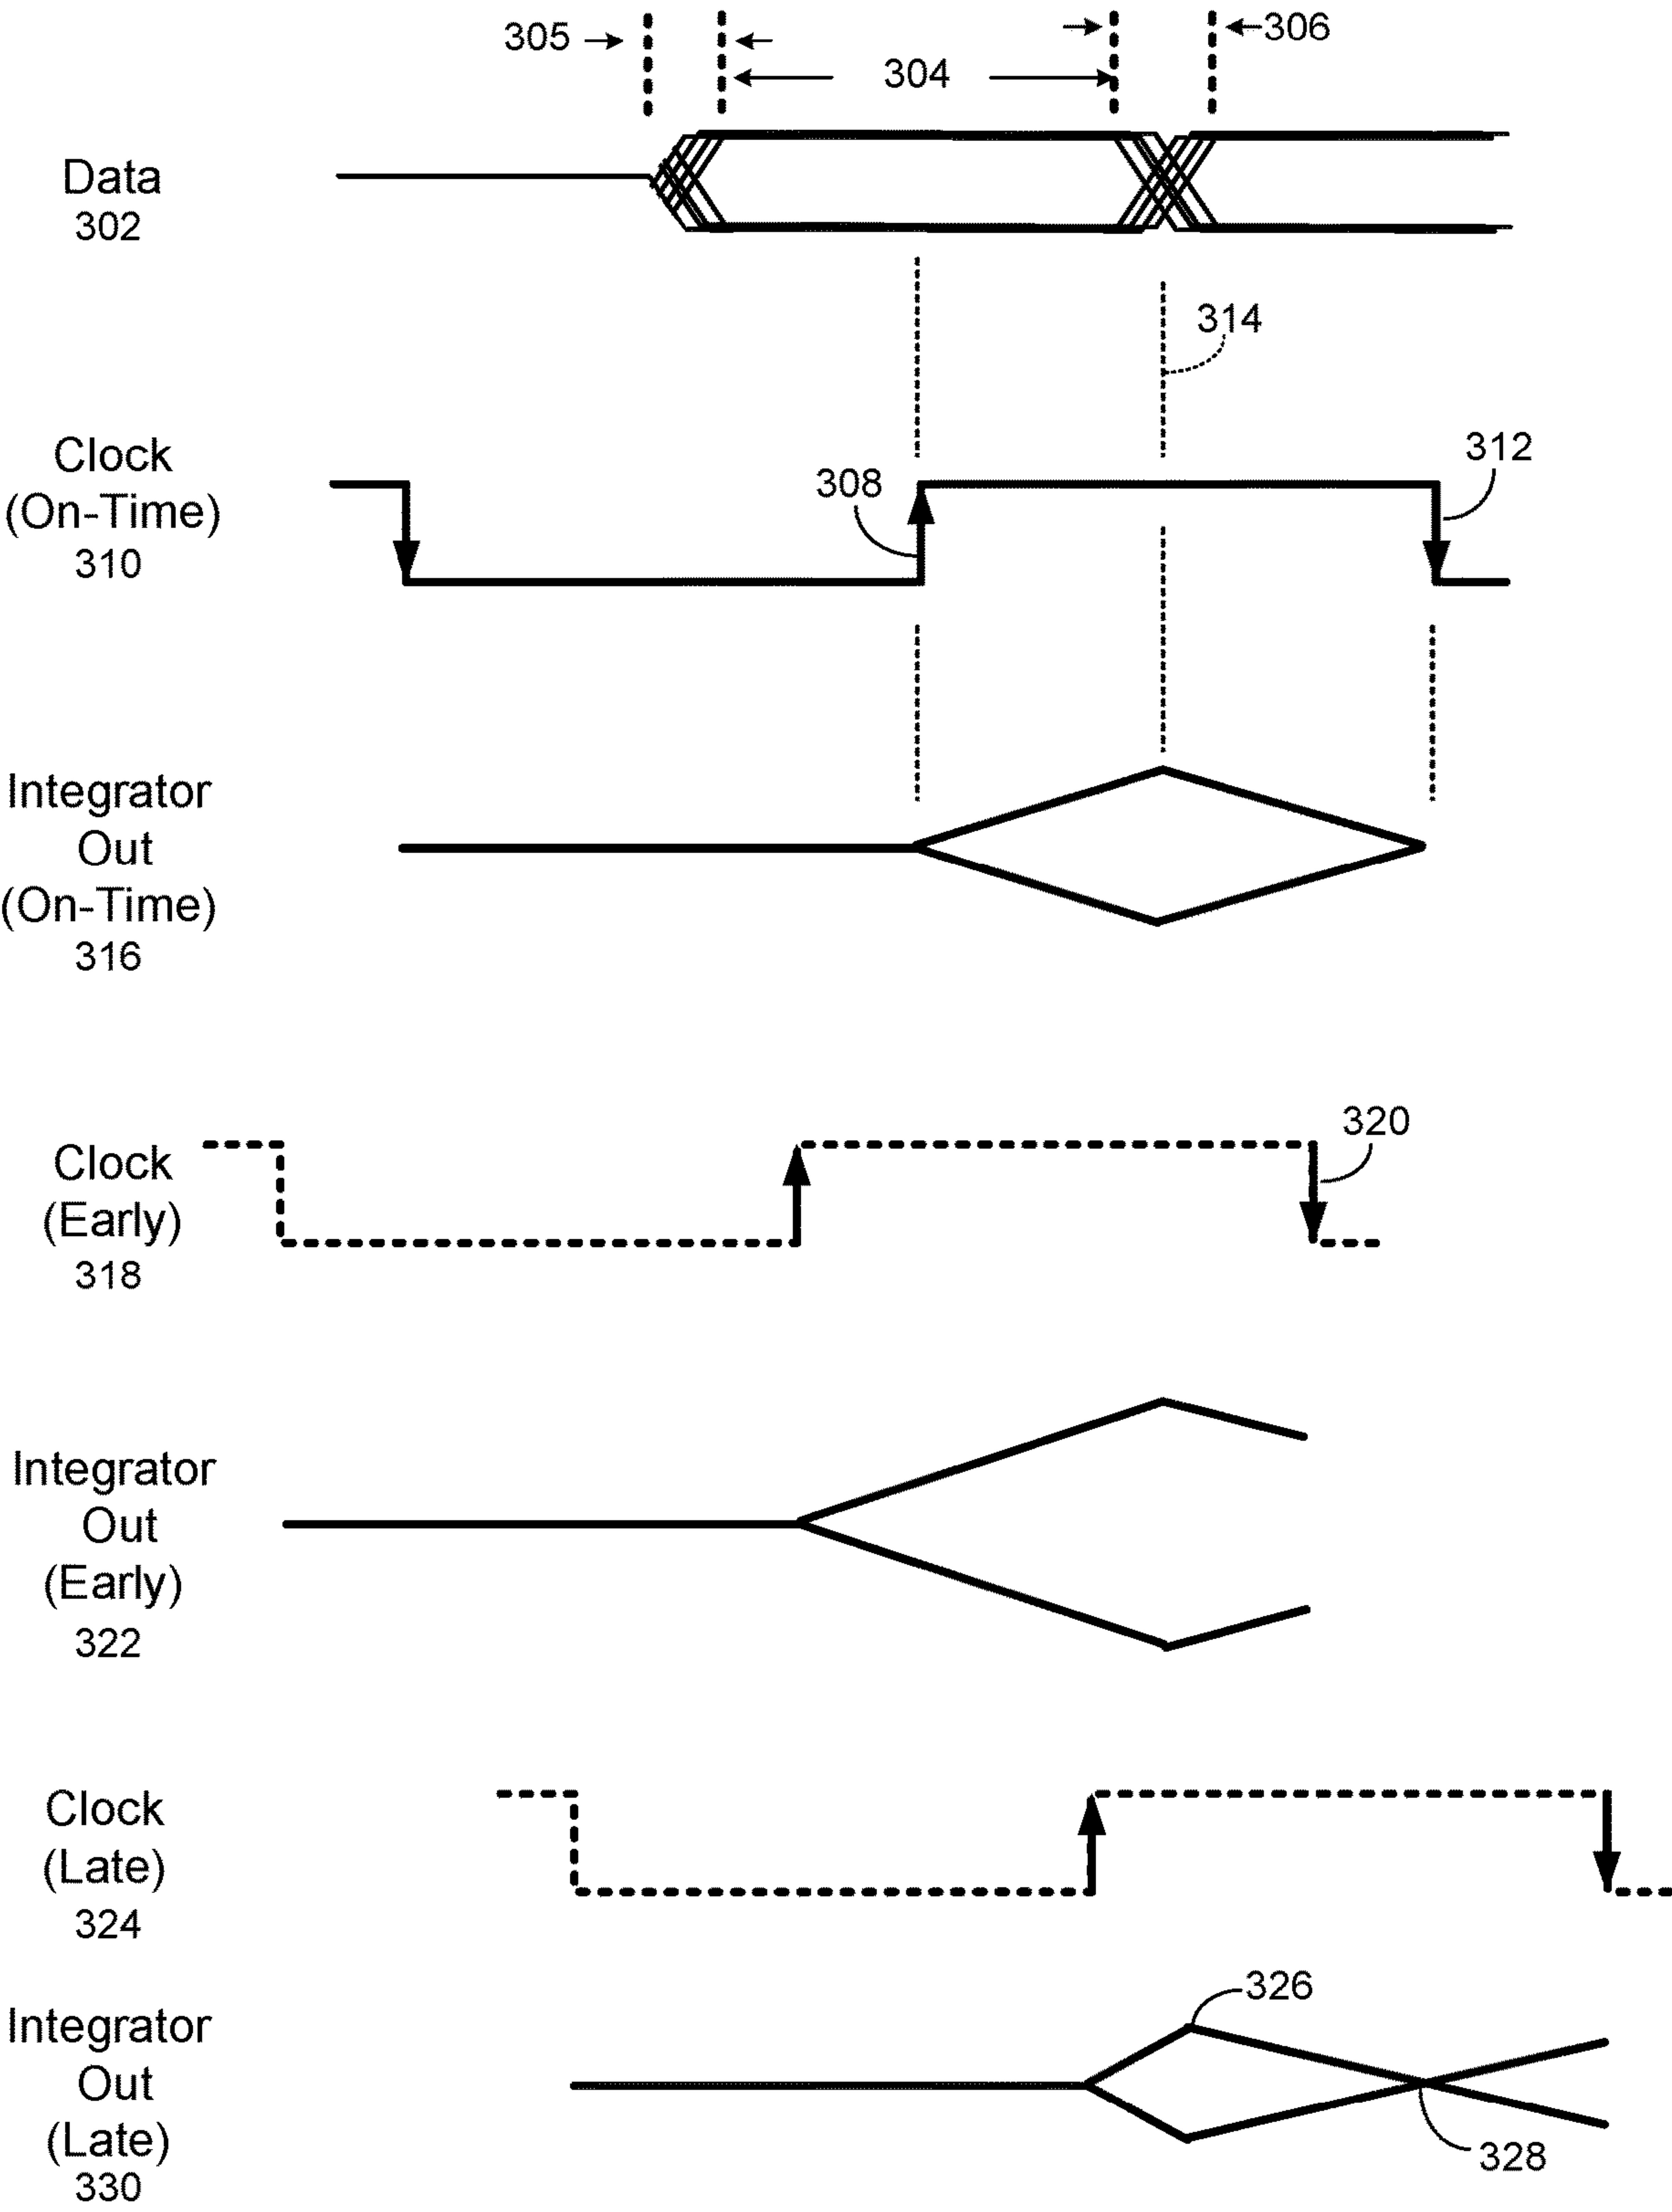 305
306
304
Data
302
314
Clock
(On-Time)
310
308
312
Integrator
Out
(On-Time)
316
Clock
(Early)
318
320
Integrator
Out
(Early)
322
Clock
(Late)
324
326
Integrator
Out
(Late)
330
328